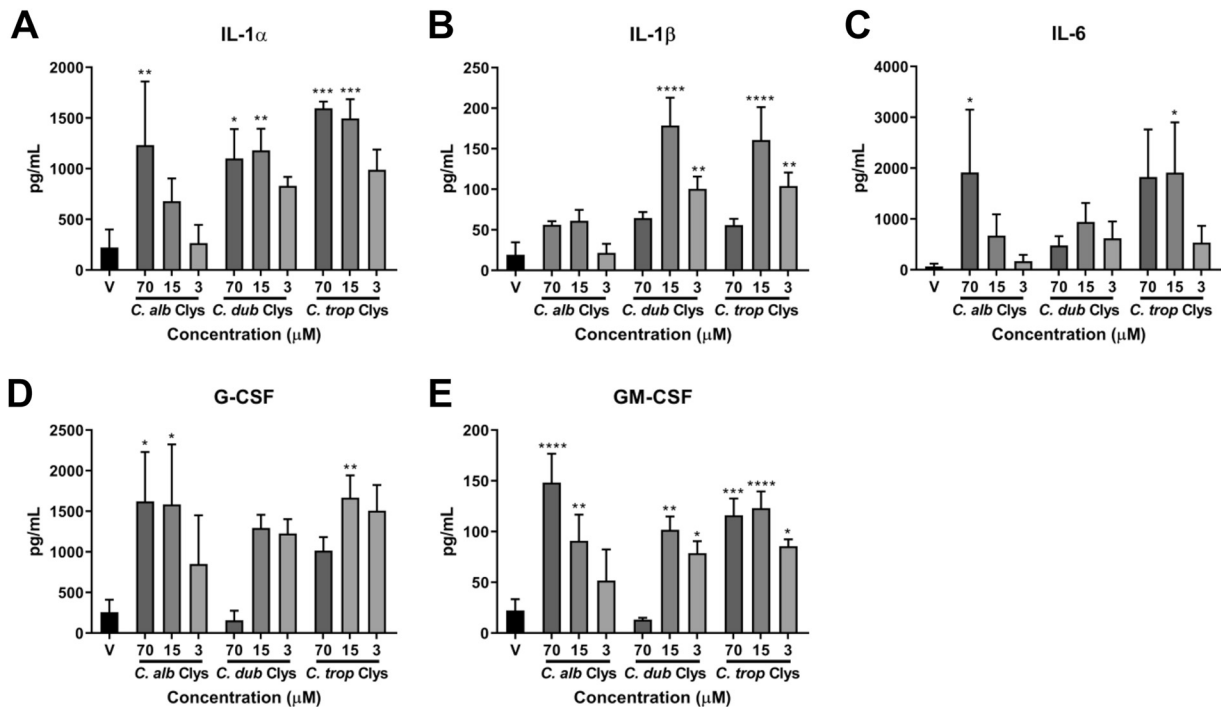 A
IL-1α
2000
1500
1000
500
0
pg/mL
**
*
**
***
***
V
70 15 3
70 15 3
70 15 3
C. alb Clys
C. dub Clys
C. trop Clys
Concentration (μM)
B
IL-1β
250
200
150
100
50
0
pg/mL
****
**
****
**
V
70 15 3
70 15 3
70 15 3
C. alb Clys
C. dub Clys
C. trop Clys
Concentration (μM)
C
IL-6
4000
3000
2000
1000
0
pg/mL
*
*
V
70 15 3
70 15 3
70 15 3
C. alb Clys
C. dub Clys
C. trop Clys
Concentration (μM)
D
G-CSF
2500
2000
1500
1000
500
0
pg/mL
*
*
**
V
70 15 3
70 15 3
70 15 3
C. alb Clys
C. dub Clys
C. trop Clys
Concentration (μM)
E
GM-CSF
200
150
100
50
0
pg/mL
****
**
**
*
***
****
*
V
70 15 3
70 15 3
70 15 3
C. alb Clys
C. dub Clys
C. trop Clys
Concentration (μM)